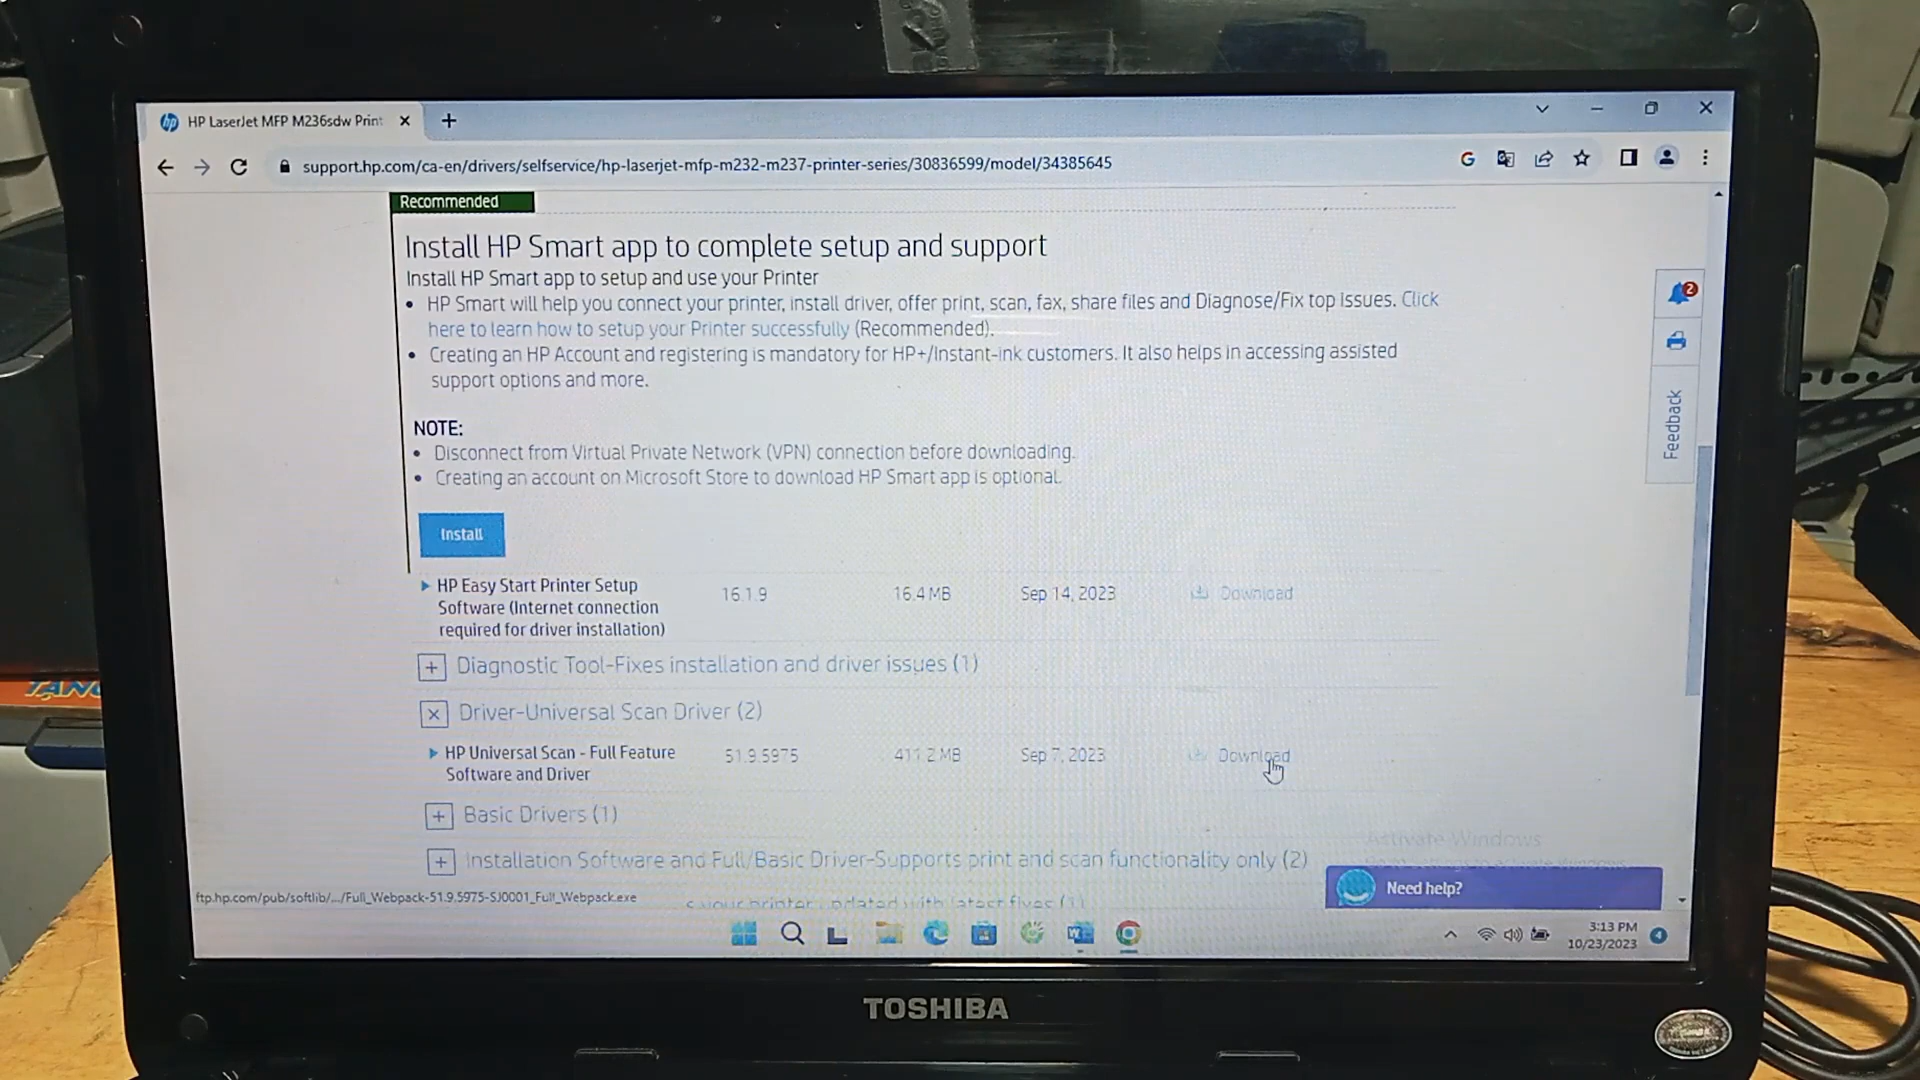 HP LaserJet MFP M236sdw Print
support.hp.com/ca-en/drivers/selfservice/hp-laserjet-mfp-m232-m237-printer-series/30836599/model/34385645
Recommended
Install HP Smart app to complete setup and support
Install HP Smart app to setup and use your Printer
• HP Smart will help you connect your printer, install driver, offer print, scan, fax, share files and Diagnose/Fix top Issues. Click
here to learn how to setup your Printer successfully (Recommended).
• Creating an HP Account and registering is mandatory for HP+/Instant-ink customers. It also helps in accessing assisted
support options and more.
2
Feedback
NOTE:
• Disconnect from Virtual Private Network (VPN) connection before downloading.
• Creating an account on Microsoft Store to download HP Smart app is optional.
Install
HP Easy Start Printer Setup
Software (Internet connection
required for driver installation)
16.1.9
16.4 MB
Sep 14, 2023
Download
Diagnostic Tool-Fixes installation and driver issues (1)
Driver-Universal Scan Driver (2)
HP Universal Scan - Full Feature
Software and Driver
51.9.5975
411.2 MB
Sep 7, 2023
Download
Basic Drivers (1)
Activate Windows
Installation Software and Full/Basic Driver-Supports print and scan functionality only (2)
Need help?
ftp.hp.com/pub/softlib/.../Full_Webpack-51.9.5975-SJ0001_Full_Webpack.exe
your printer updated with latest fixes (1)
3:13 PM
10/23/2023
4
TOSHIBA